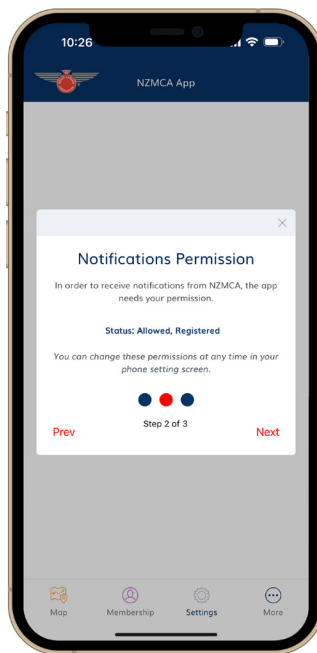 10:26
NZMCA App
Notifications Permission
In order to receive notifications from NZMCA, the app
needs your permission.
Status: Allowed, Registered
You can change these permissions at any time in your
phone setting screen.
Step 2 of 3
Prev
Next
Map
Membership
Settings
More